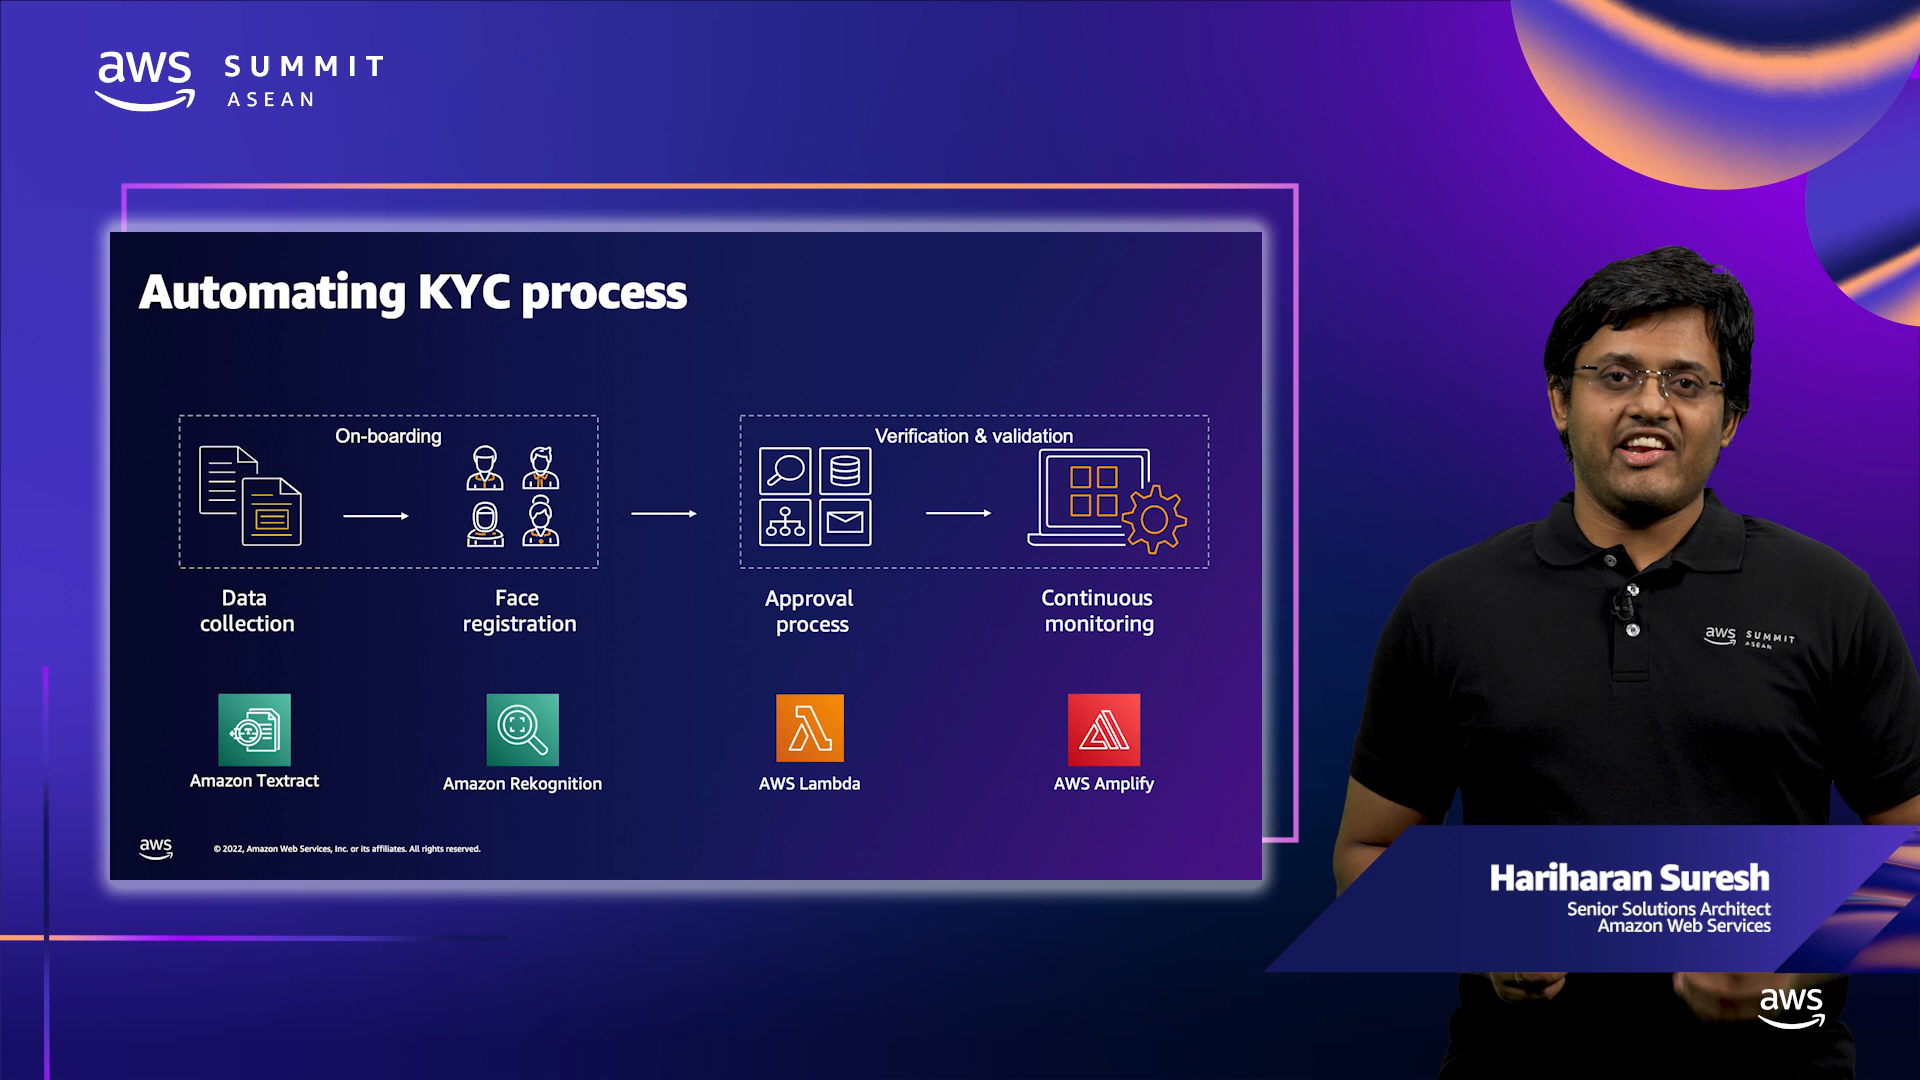 aws SUMMIT
ASEAN
Automating KYC process
On-boarding
Verification & validation
Data
collection
Face
registration
Approval
process
Continuous
monitoring
Amazon Textract
Amazon Rekognition
AWS Lambda
AWS Amplify
aws
© 2022, Amazon Web Services, Inc. or its affiliates. All rights reserved.
aws SUMMIT
ASEAN
Hariharan Suresh
Senior Solutions Architect
Amazon Web Services
aws